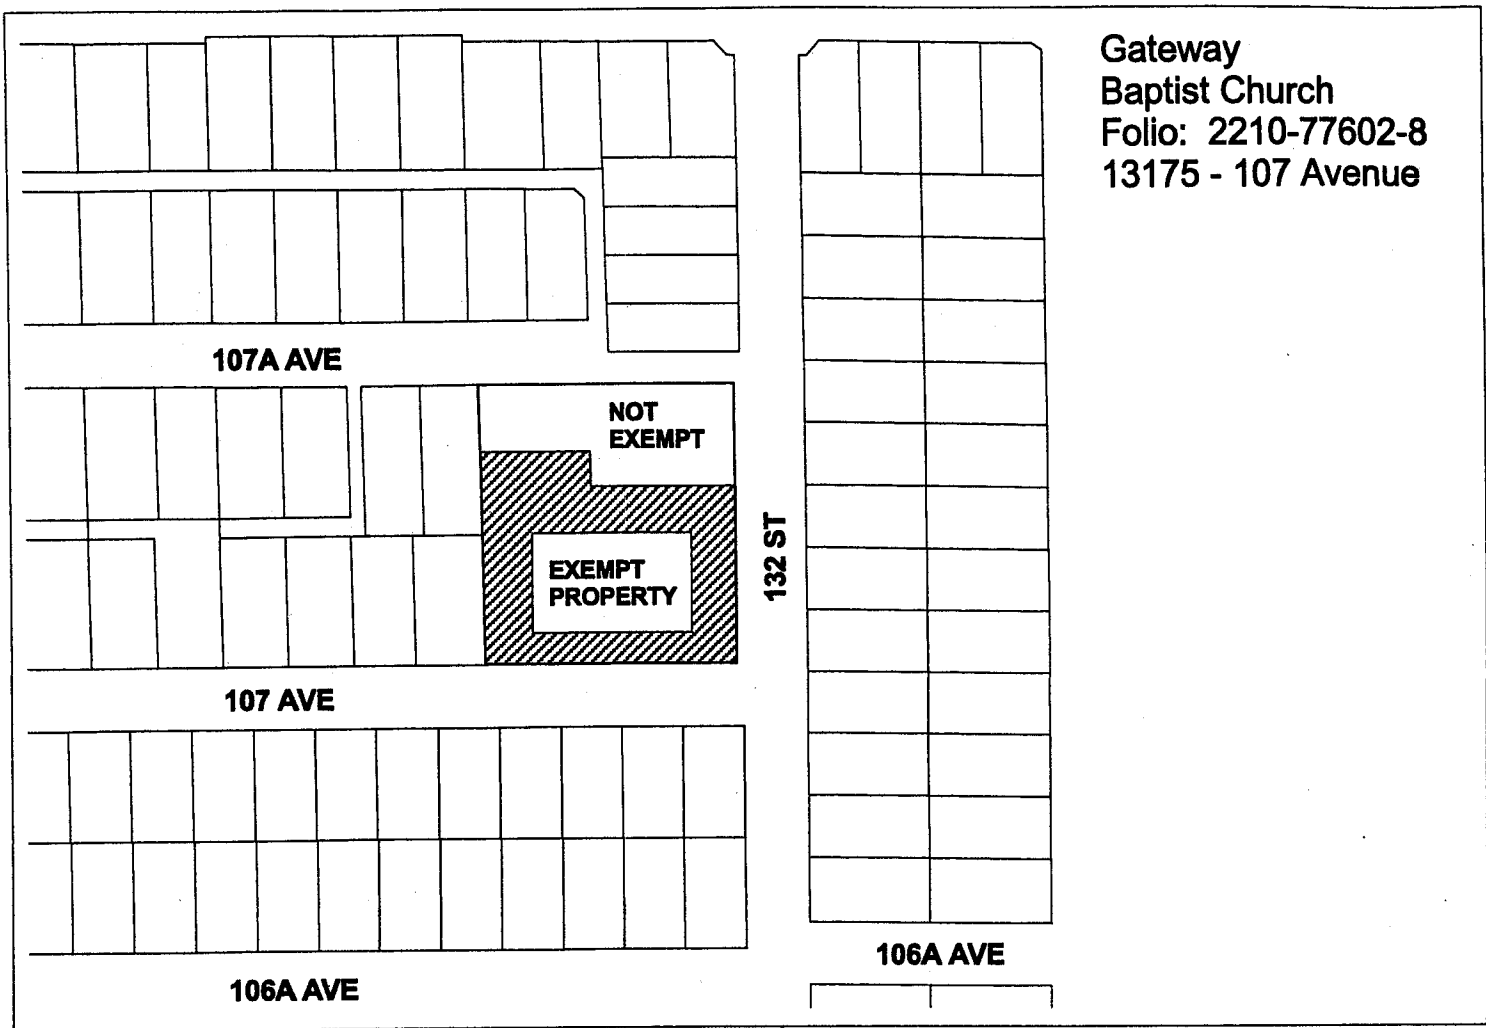 Gateway
Baptist Church
Folio: 2210-77602-8
13175 - 107 Avenue
107A AVE
NOT
EXEMPT
132 ST
EXEMPT
PROPERTY
107 AVE
106A AVE
106A AVE